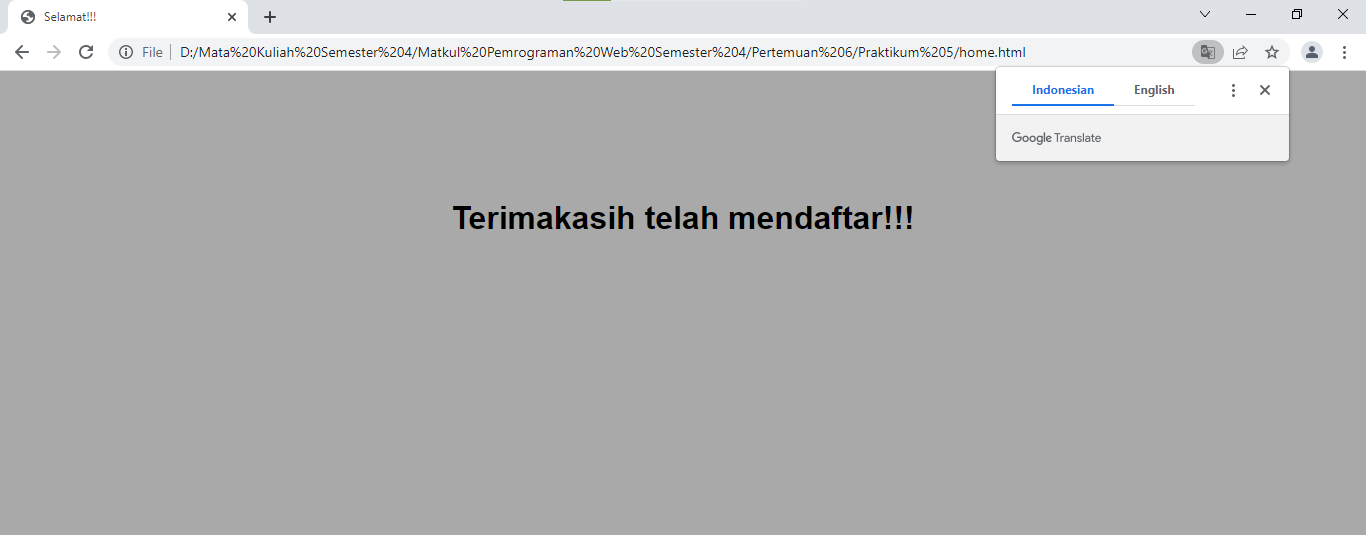 Selamat!!!
File
D:/Mata%20Kuliah%20Semester%204/Matkul%20Pemrograman%20Web%20Semester%204/Pertemuan%206/Praktikum%205/home.html
Indonesian English
Google Translate
Terimakasih telah mendaftar!!!